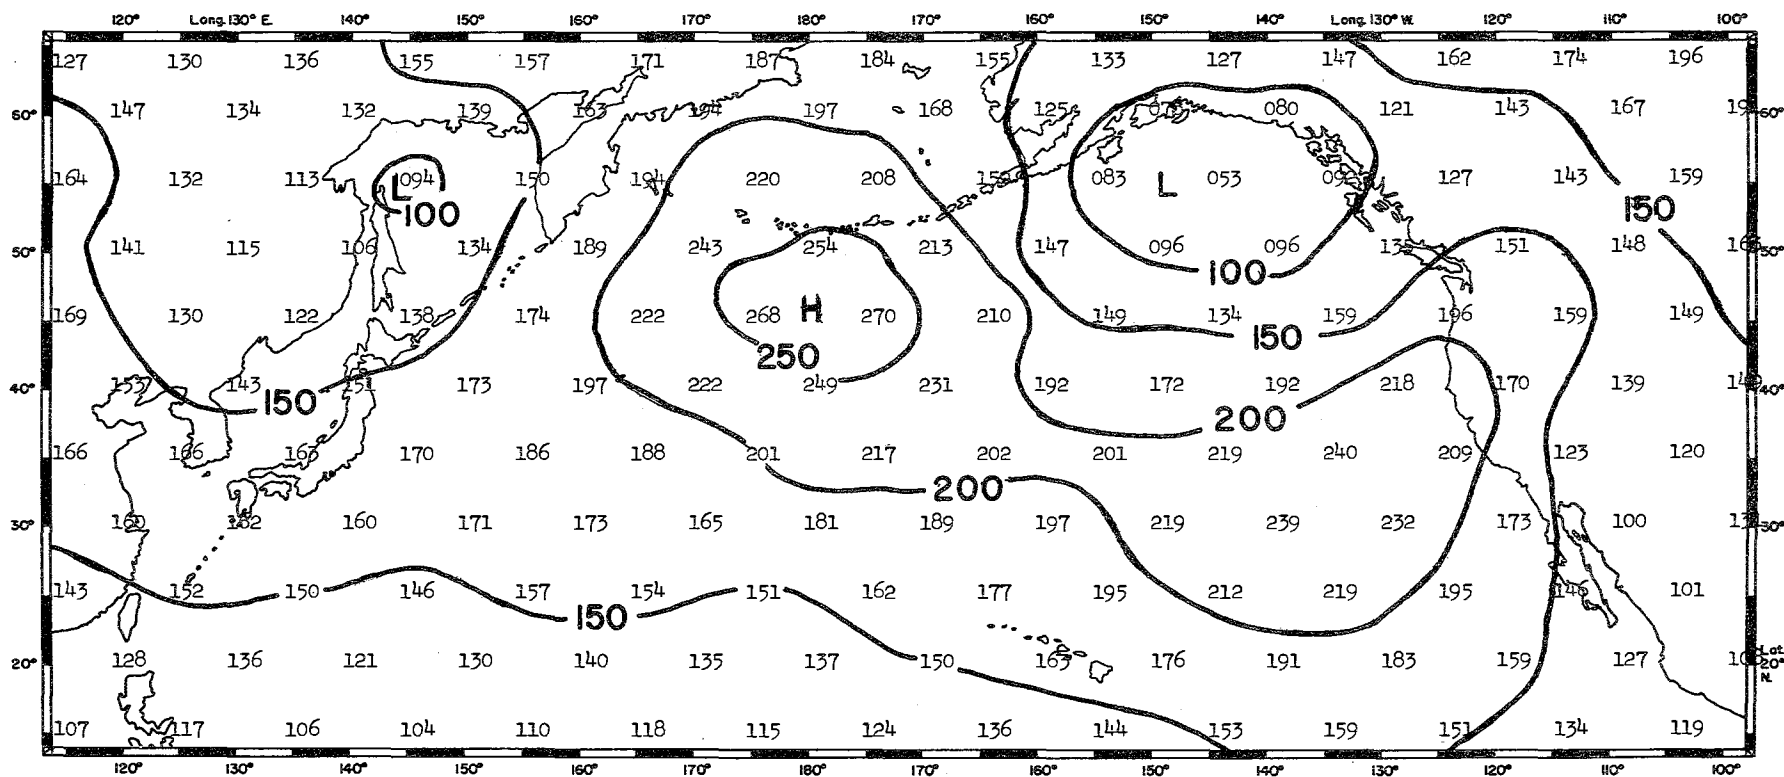 120° Long. 130° E. 140° 150° 160° 170° 180° 170° 160° 150° 140° Long. 130° W. 120° 110° 100°
127 130 136 155 157 171 187 184 155 133 127 147 162 174 196
60° 147 134 132 139 163 194 197 168 125 080 121 143 167 60°
164 132 113 094 150 194 220 208 159 083 L 053 127 143 159
L
100 150
50° 141 115 106 134 189 243 254 213 147 096 096 151 148 50°
100
169 130 122 138 174 222 268 H 270 210 149 134 159 196 159 149
250 150
40° 153 143 151 173 197 222 249 231 192 172 192 218 170 139 40°
150 200
166 166 170 186 188 201 217 202 201 219 240 209 123 120
200
30° 160 160 171 173 165 181 189 197 219 239 232 173 100 30°
143 152 150 146 157 154 151 162 177 195 212 219 195 146 101
150
20° 128 136 121 130 140 135 137 150 163 176 191 183 159 127 Lat. 20° N.
107 117 106 104 110 118 115 124 136 144 153 159 151 134 119
120° 130° 140° 150° 160° 170° 180° 170° 160° 150° 140° 130° 120° 110° 100°